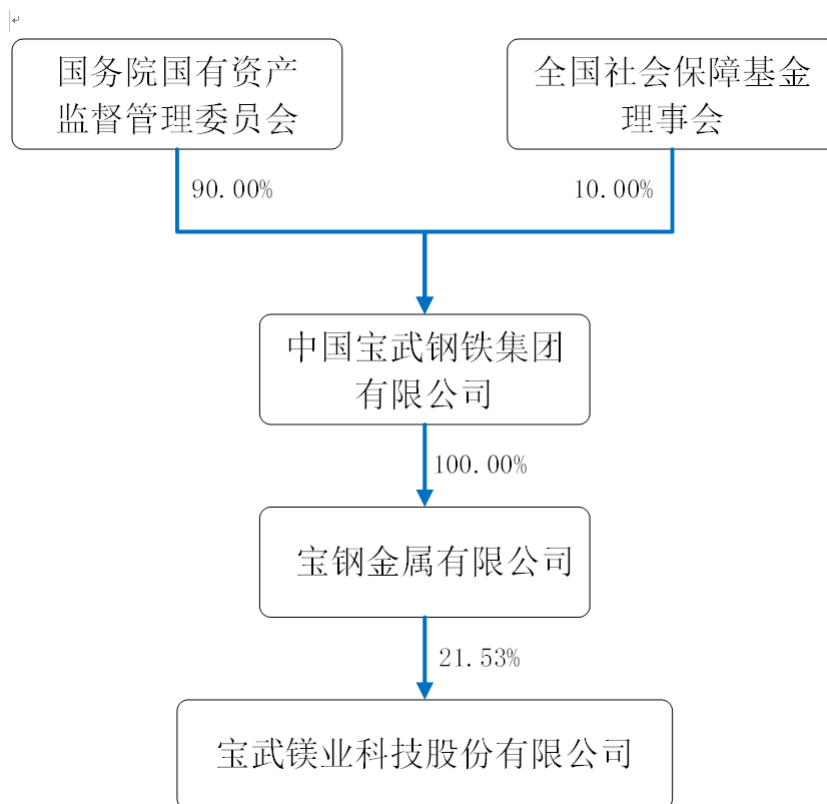 国务院国有资产
监督管理委员会
全国社会保障基金
理事会
90.00%
10.00%
中国宝武钢铁集团
有限公司
100.00%
宝钢金属有限公司
21.53%
宝武镁业科技股份有限公司